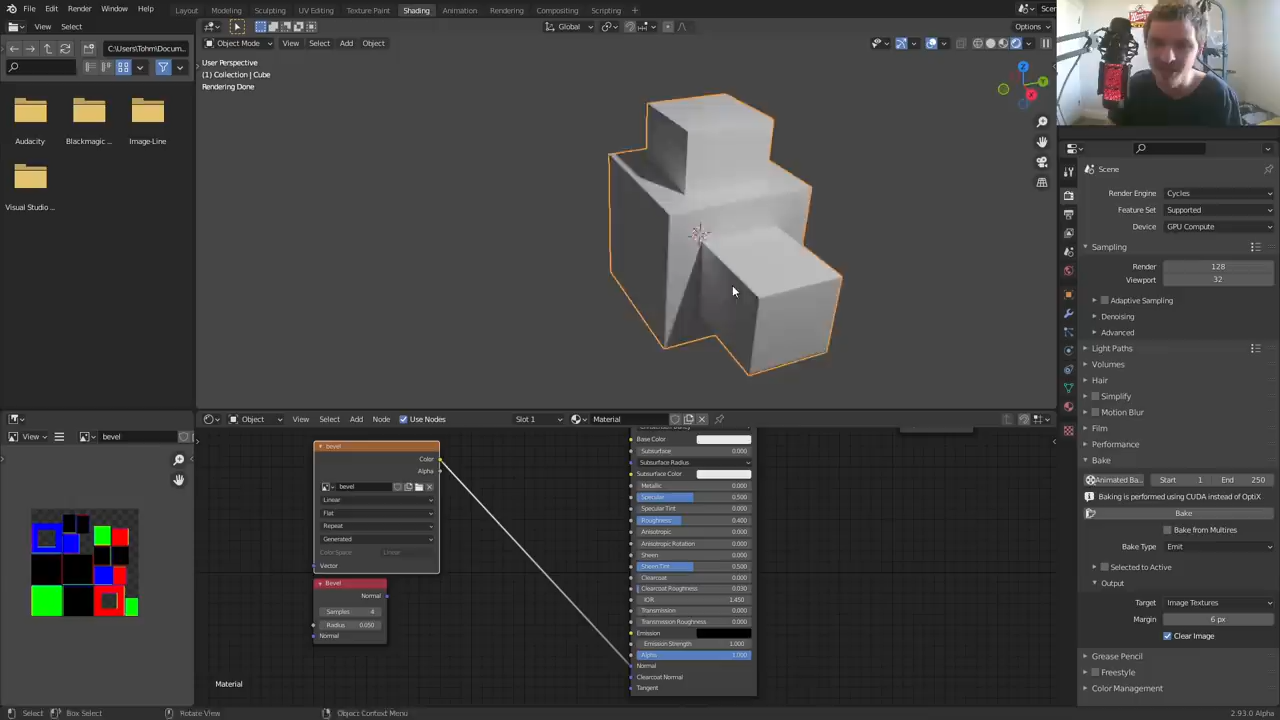 File Edit Render Window Help Layout Modeling Sculpting UV Editing Texture Paint Shading Animation Rendering Compositing Scripting + Scen
View Select Global Options
C:\Users\Tohm\Docum...
Object Mode View Select Add Object
User Perspective
(1) Collection | Cube
Rendering Done
Audacity
Blackmagic ...
Image-Line
Visual Studio ...
Scene
Render Engine Cycles
Feature Set Supported
Device GPU Compute
Sampling
Render 128
Viewport 32
Adaptive Sampling
Denoising
Advanced
Light Paths
Volumes
Hair
Simplify
Motion Blur
Film
Performance
Bake
Animated Ba... Start 1 End 250
Baking is performed using CUDA instead of OptiX
Bake
Bake from Multires
Bake Type Emit
Selected to Active
Output
Target Image Textures
Margin 6 px
Clear Image
Grease Pencil
Freestyle
Color Management
View bevel
Object View Select Add Node Use Nodes Slot 1 Material
bevel
Color
Alpha
bevel
Linear
Flat
Repeat
Generated
Color Space Linear
Vector
Bevel
Normal
Samples 4
Radius 0.050
Normal
Base Color
Subsurface 0.000
Subsurface Radius
Subsurface Color
Metallic 0.000
Specular 0.500
Specular Tint 0.000
Roughness 0.400
Anisotropic 0.000
Anisotropic Rotation 0.000
Sheen 0.000
Sheen Tint 0.500
Clearcoat 0.000
Clearcoat Roughness 0.030
IOR 1.450
Transmission 0.000
Transmission Roughness 0.000
Emission
Emission Strength 1.000
Alpha 1.000
Normal
Clearcoat Normal
Tangent
Material
Select Box Select Rotate View Object Context Menu 2.93.0 Alpha